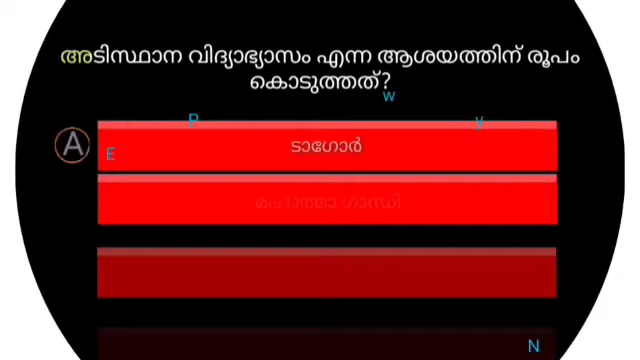 അടിസ്ഥാന വിദ്യാഭ്യാസം എന്ന ആശയത്തിന് രൂപം
കൊടുത്തത്?
w
P
y
A
E
ടാഗോർ
മഹാത്മാ ഗാന്ധി
N